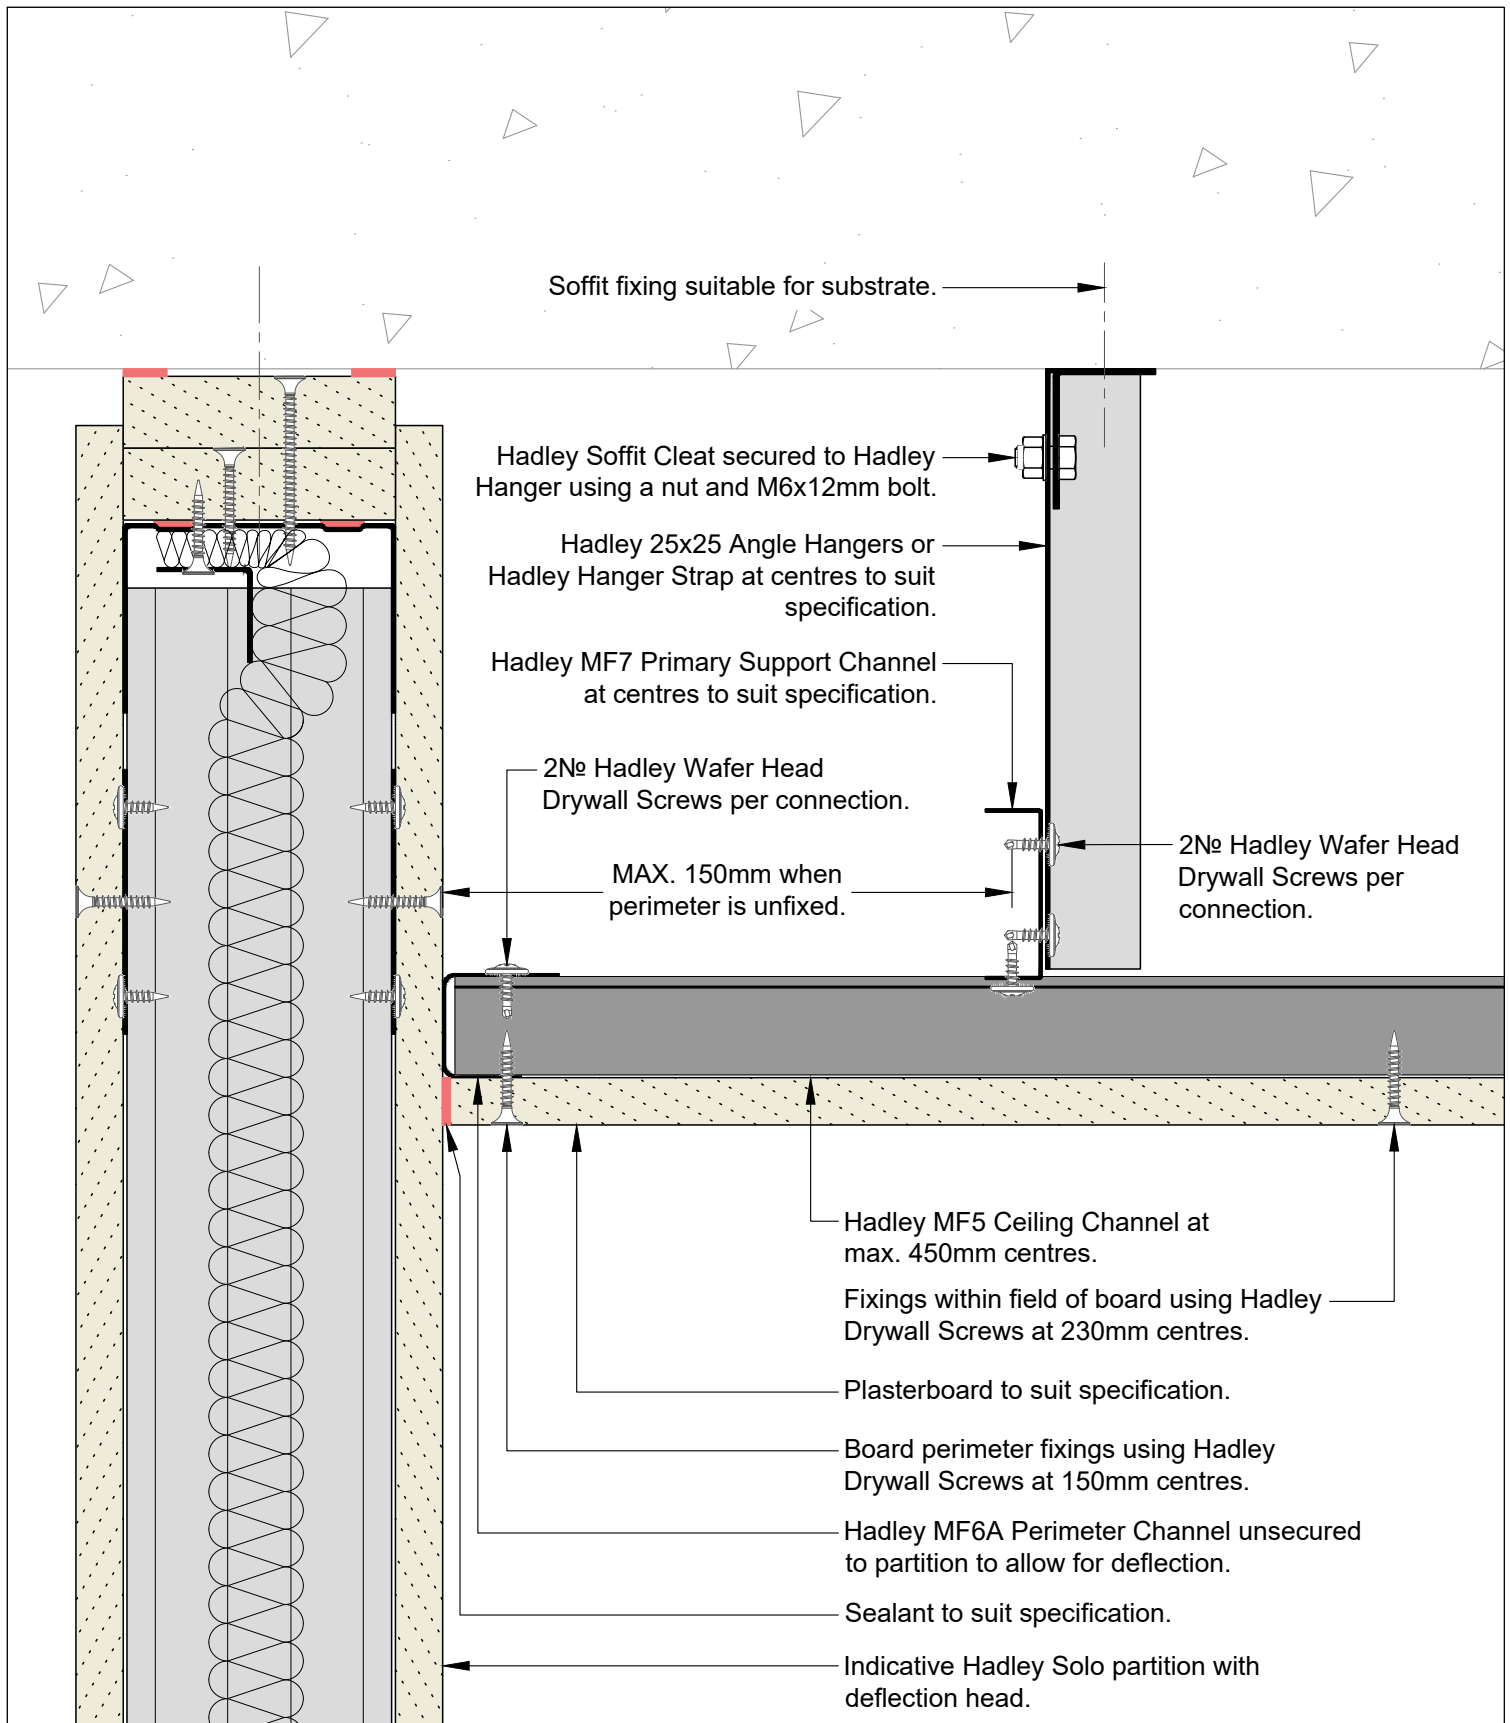 Soffit fixing suitable for substrate.
Hadley Soffit Cleat secured to Hadley
Hanger using a nut and M6x12mm bolt.
Hadley 25x25 Angle Hangers or
Hadley Hanger Strap at centres to suit
specification.
Hadley MF7 Primary Support Channel
at centres to suit specification.
2№ Hadley Wafer Head
Drywall Screws per connection.
2№ Hadley Wafer Head
Drywall Screws per
connection.
MAX. 150mm when
perimeter is unfixed.
Hadley MF5 Ceiling Channel at
max. 450mm centres.
Fixings within field of board using Hadley
Drywall Screws at 230mm centres.
Plasterboard to suit specification.
Board perimeter fixings using Hadley
Drywall Screws at 150mm centres.
Hadley MF6A Perimeter Channel unsecured
to partition to allow for deflection.
Sealant to suit specification.
Indicative Hadley Solo partition with
deflection head.